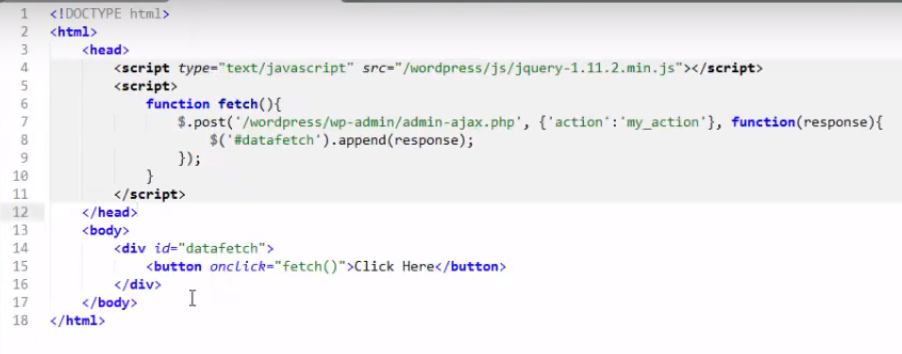 1 <!DOCTYPE html>
2 <html>
3 <head>
4 <script type="text/javascript" src="/wordpress/js/jquery-1.11.2.min.js"></script>
5 <script>
6 function fetch(){
7 $.post('/wordpress/wp-admin/admin-ajax.php', {'action':'my_action'}, function(response){
8 $('#datafetch').append(response);
9 });
10 }
11 </script>
12 </head>
13 <body>
14 <div id="datafetch">
15 <button onclick="fetch()">Click Here</button>
16 </div>
17 </body>
18 </html>